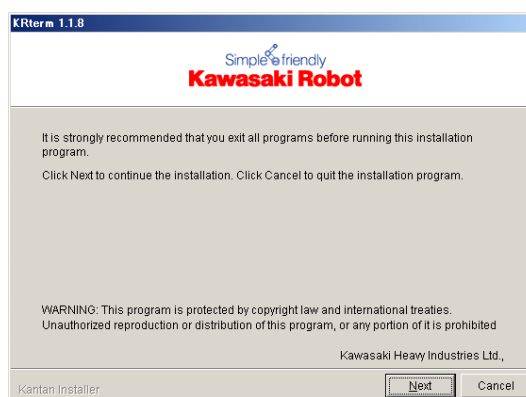 KRterm 1.1.8
Simple & friendly
Kawasaki Robot
It is strongly recommended that you exit all programs before running this installation
program.
Click Next to continue the installation. Click Cancel to quit the installation program.
WARNING: This program is protected by copyright law and international treaties.
Unauthorized reproduction or distribution of this program, or any portion of it is prohibited
Kawasaki Heavy Industries Ltd.,
Kantan Installer
Next
Cancel